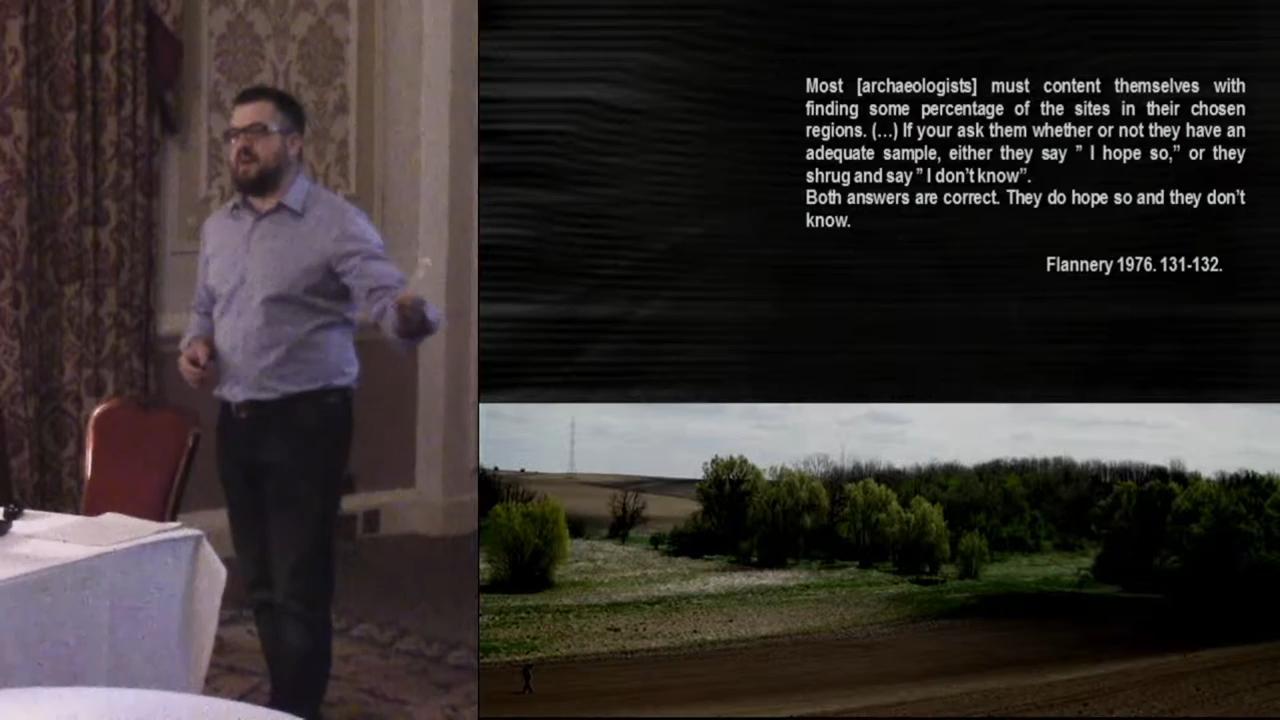 Most [archaeologists] must content themselves with
finding some percentage of the sites in their chosen
regions. (...) If your ask them whether or not they have an
adequate sample, either they say ” I hope so,” or they
shrug and say ” I don’t know”.
Both answers are correct. They do hope so and they don’t
know.
Flannery 1976. 131-132.